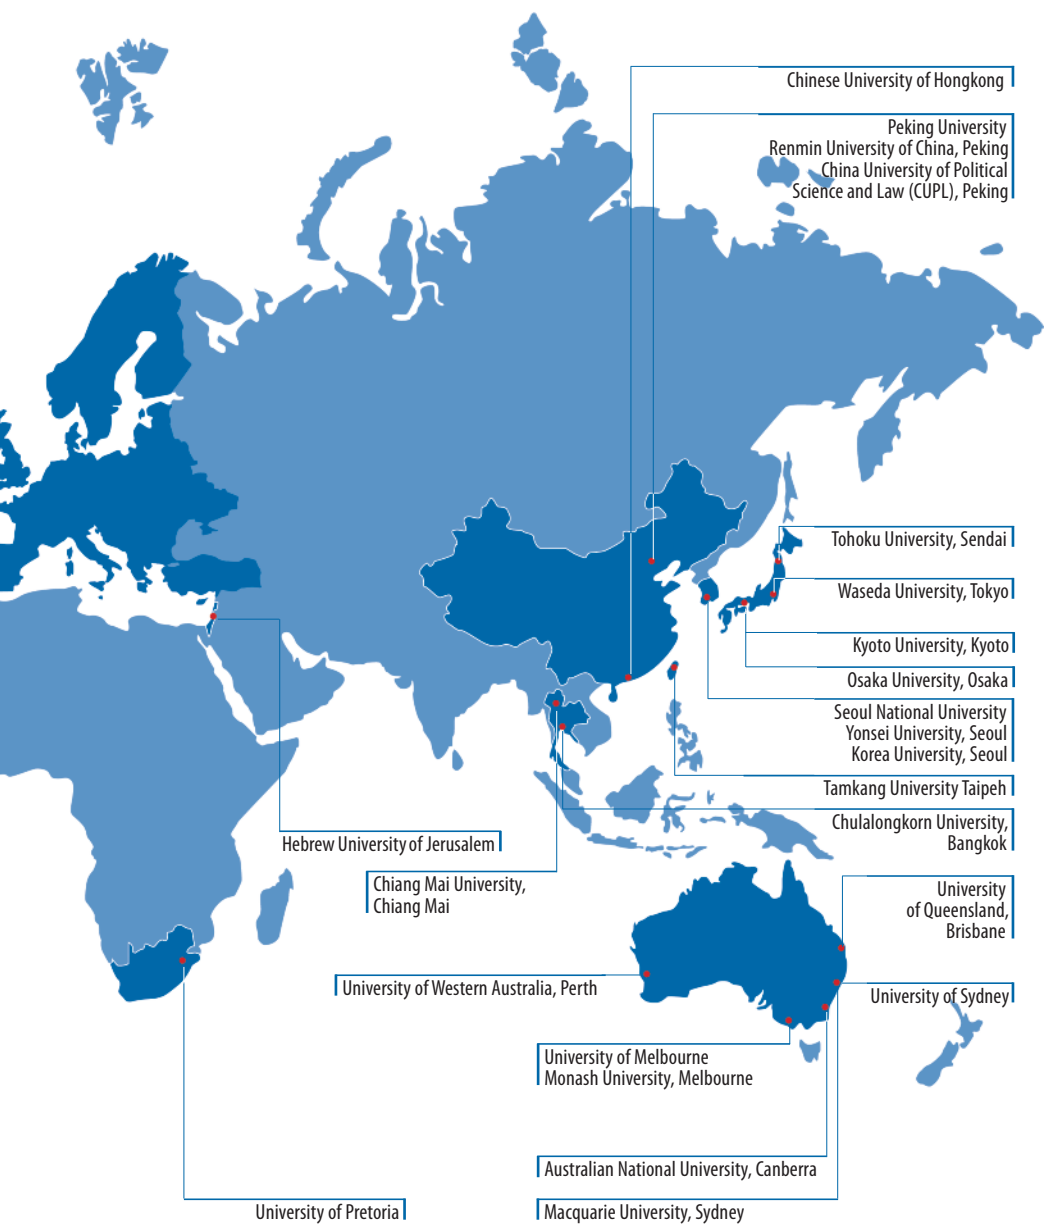 Chinese University of Hongkong
Peking University
Renmin University of China, Peking
China University of Political
Science and Law (CUPL), Peking
Tohoku University, Sendai
Waseda University, Tokyo
Kyoto University, Kyoto
Osaka University, Osaka
Seoul National University
Yonsei University, Seoul
Korea University, Seoul
Tamkang University Taipeh
Chulalongkorn University,
Bangkok
Hebrew University of Jerusalem
Chiang Mai University,
Chiang Mai
University
of Queensland,
Brisbane
University of Western Australia, Perth
University of Sydney
University of Melbourne
Monash University, Melbourne
Australian National University, Canberra
University of Pretoria
Macquarie University, Sydney